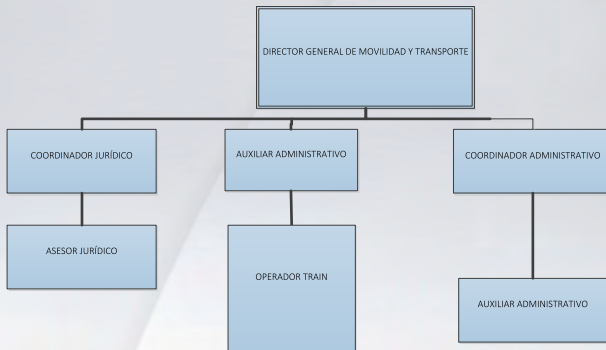 DIRECTOR GENERAL DE MOVILIDAD Y TRANSPORTE
COORDINADOR JURÍDICO
AUXILIAR ADMINISTRATIVO
COORDINADOR ADMINISTRATIVO
ASESOR JURÍDICO
OPERADOR TRAIN
AUXILIAR ADMINISTRATIVO